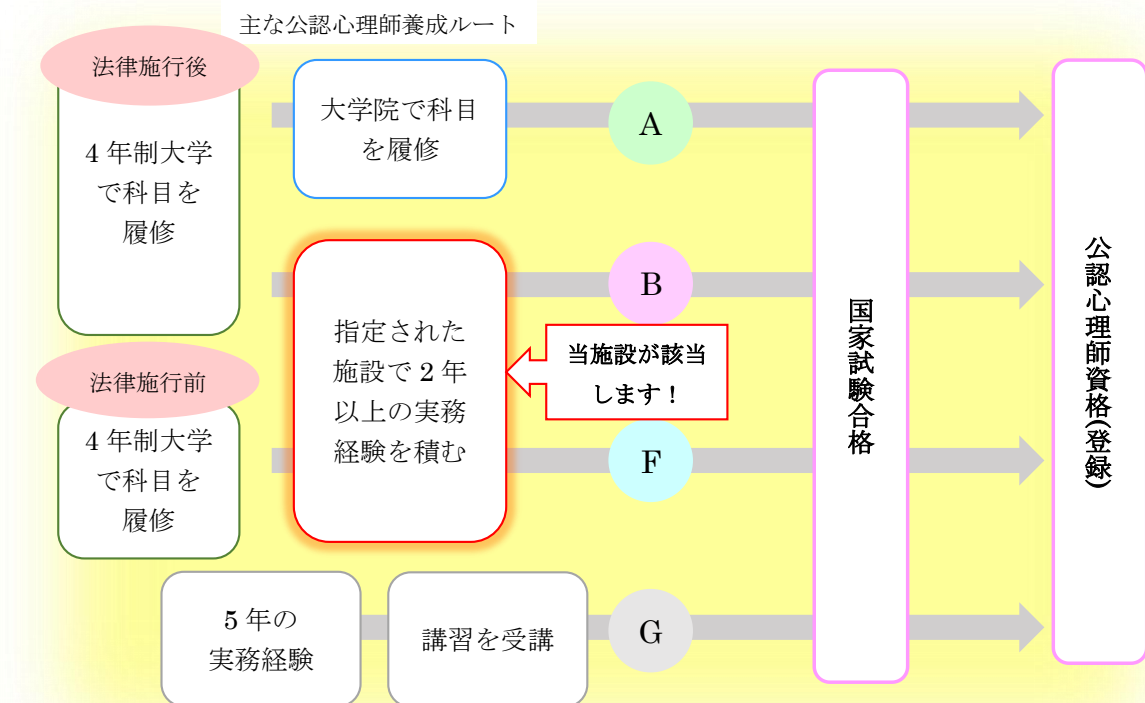 主な公認心理師養成ルート
法律施行後
4年制大学
で科目を
履修
大学院で科目
を履修
A
指定された
施設で2年
以上の実務
経験を積む
B
当施設が該当
します！
法律施行前
4年制大学
で科目を
履修
F
5年の
実務経験
講習を受講
G
国家試験合格
公認心理師資格(登録)